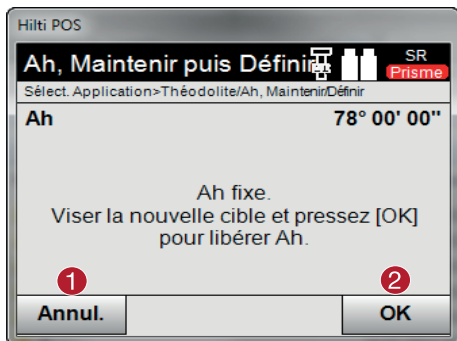 Hilti POS
Ah, Maintenir puis Définir
SR
Prisme
Sélect. Application>Théodolite/Ah, Maintenir/Définir
Ah 78° 00' 00"
Ah fixe.
Viser la nouvelle cible et pressez [OK]
pour libérer Ah.
1 2
Annul. OK